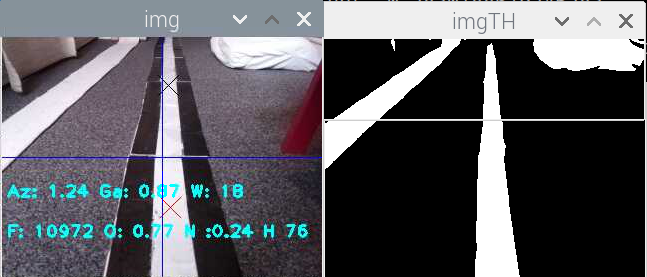 img
imgTH
Az: 1.24 Ga: 0.87 W: 18
F: 10972 O: 0.77 N :0.24 H 76